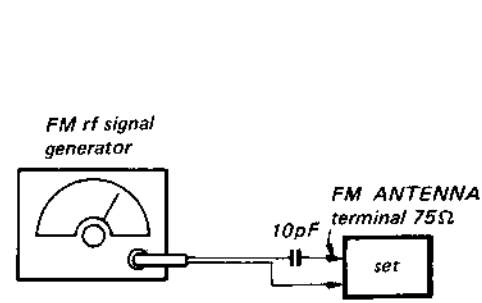 FM rf signal
generator
FM ANTENNA
terminal 75Ω
10pF
set